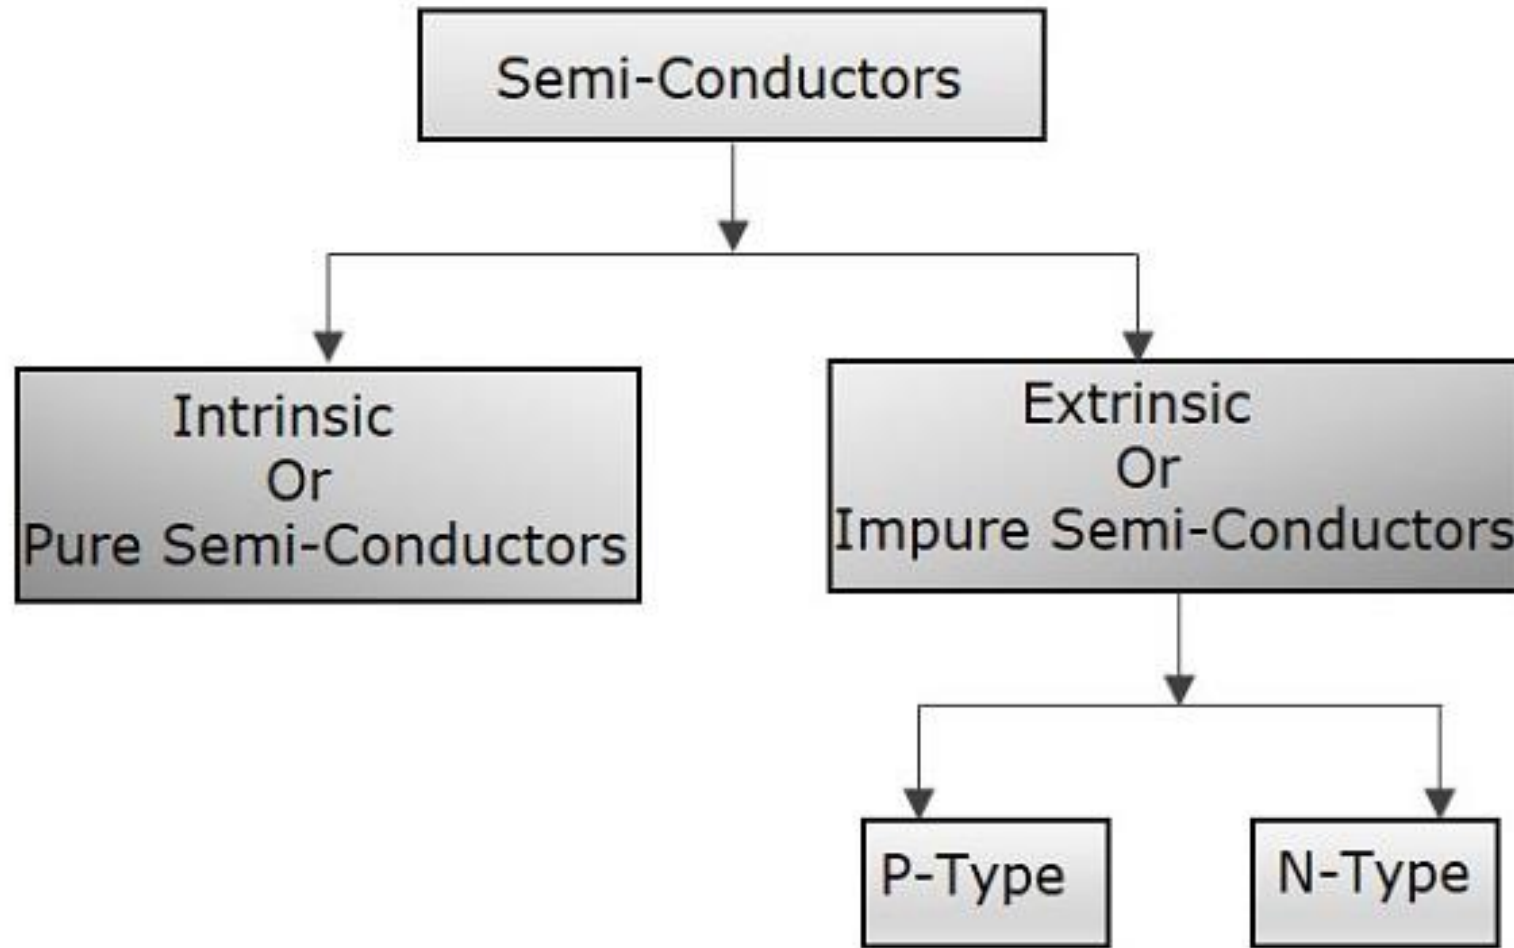 Semi-Conductors
Intrinsic
Or
Pure Semi-Conductors
Extrinsic
Or
Impure Semi-Conductors
P-Type
N-Type